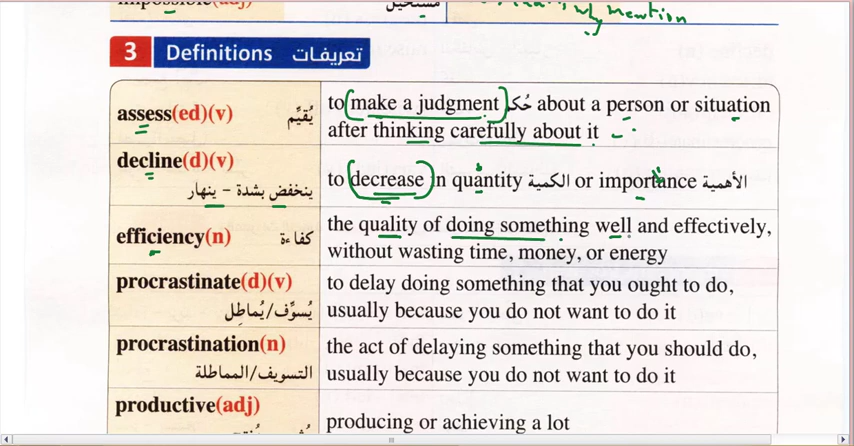 impossible(adj) مستحيل
why mention
3 Definitions تعريفات
assess(ed)(v) يُقيِّم
to make a judgment حُكم about a person or situation
after thinking carefully about it
decline(d)(v)
ينخفض بشدة – ينهار
to decrease in quantity الكمية or importance الأهمية
efficiency(n) كفاءة
the quality of doing something well and effectively,
without wasting time, money, or energy
procrastinate(d)(v)
يُسوِّف/يُماطِل
to delay doing something that you ought to do,
usually because you do not want to do it
procrastination(n)
التسويف/المماطلة
the act of delaying something that you should do,
usually because you do not want to do it
productive(adj)
producing or achieving a lot